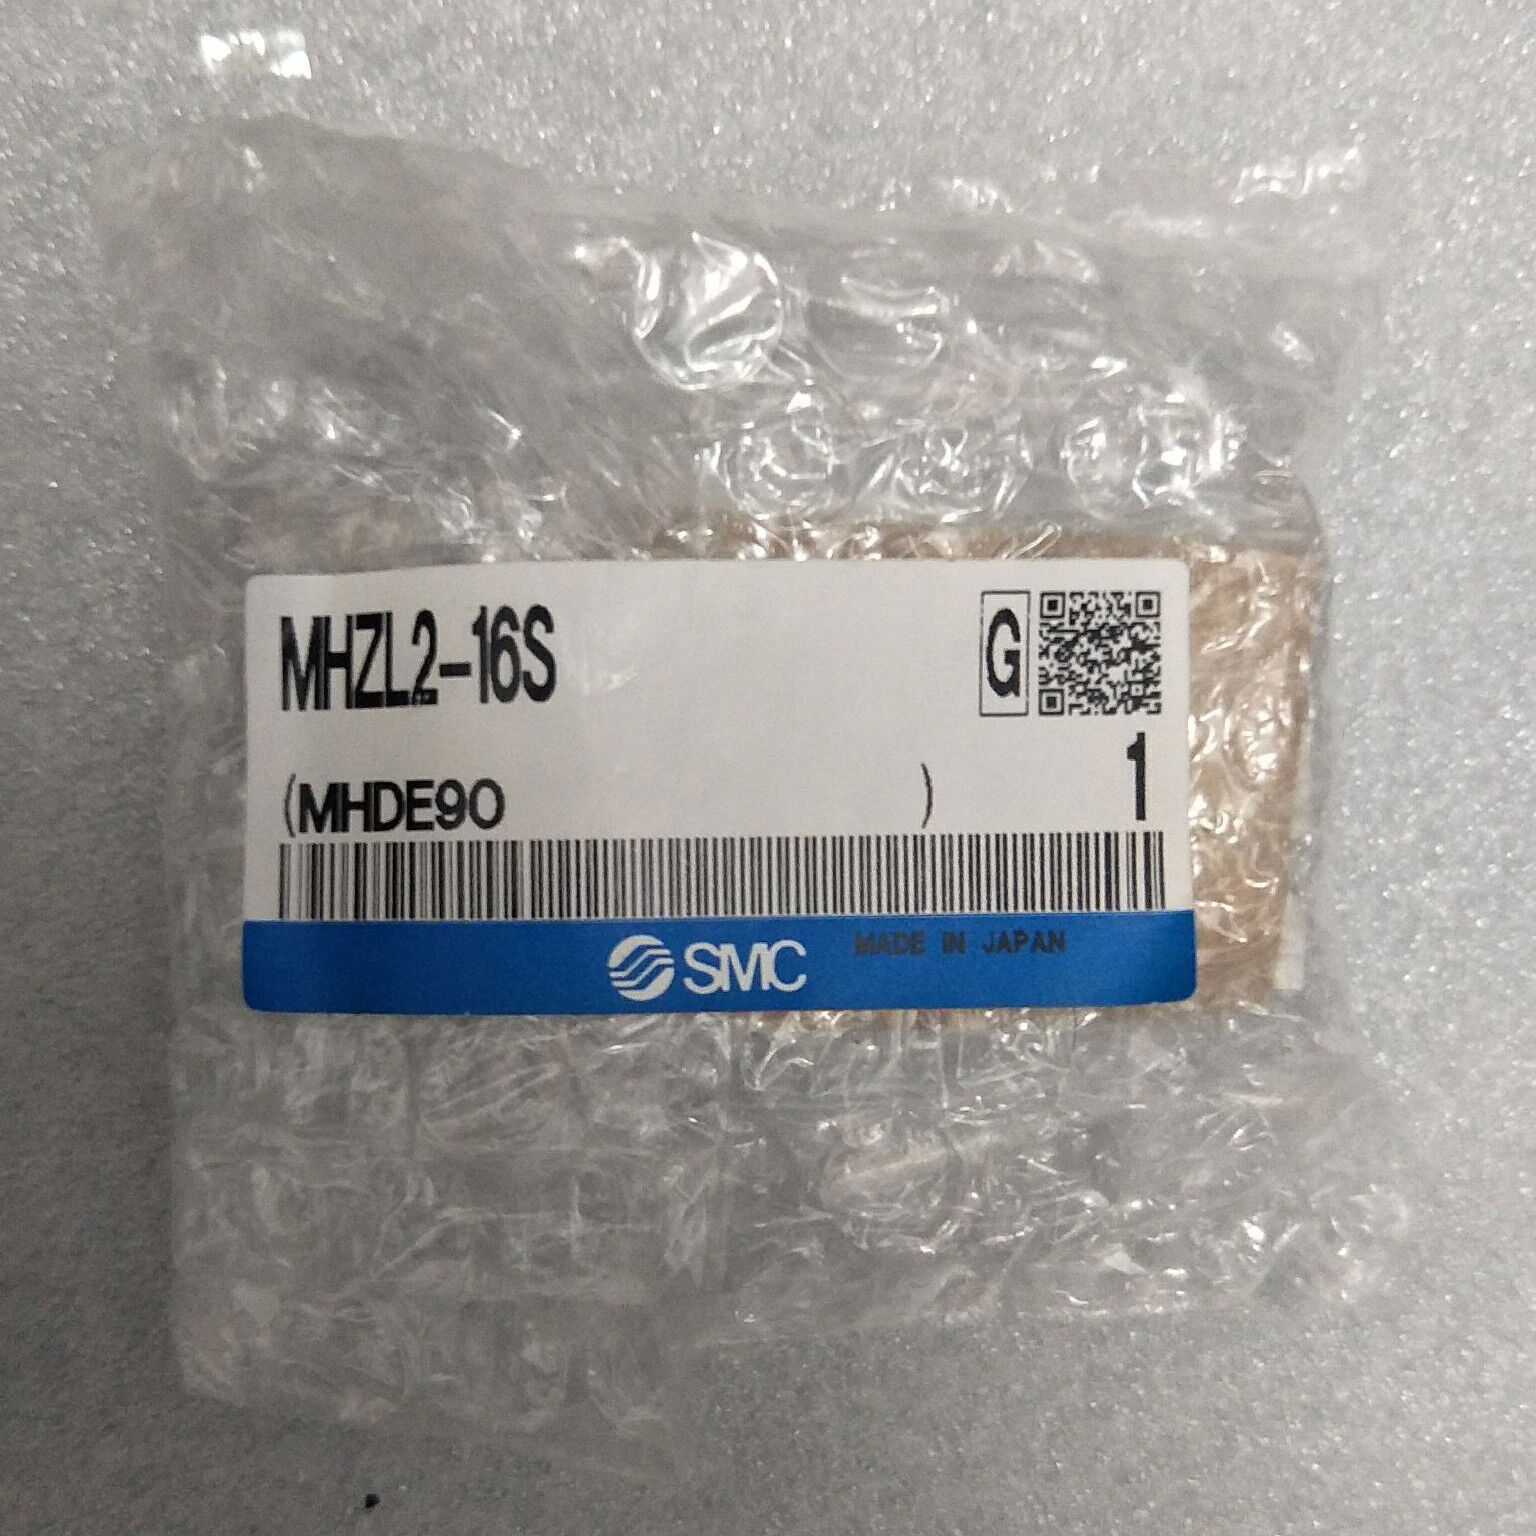 MHZL2-16S
G
(MHDE90 )
1
SMC
MADE IN JAPAN